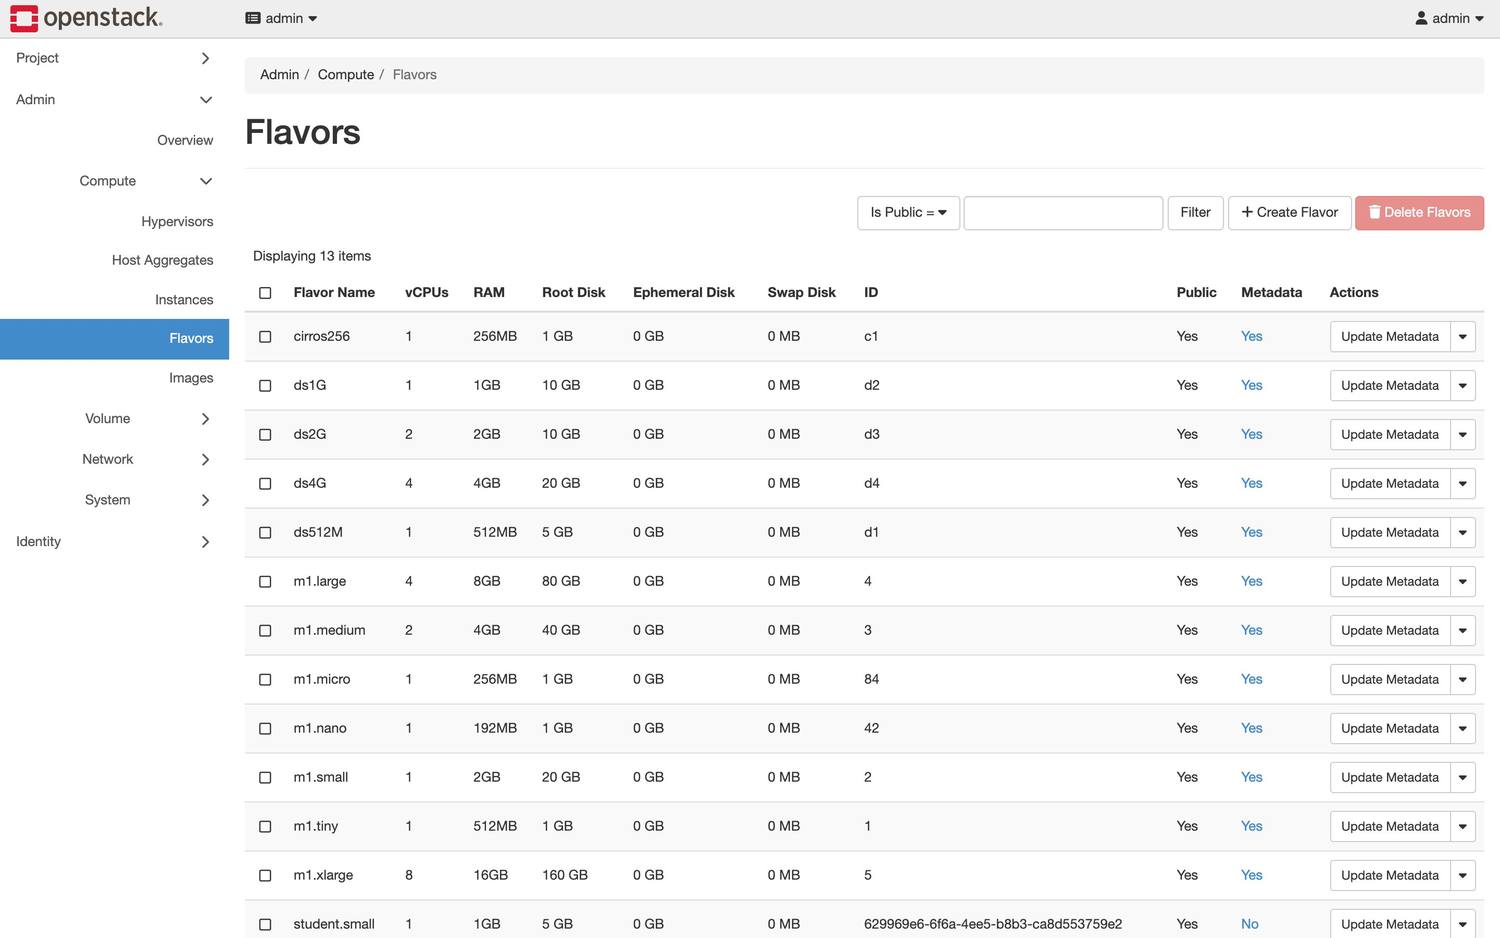 openstack.
admin
admin
Project
Admin
Overview
Compute
Hypervisors
Host Aggregates
Instances
Flavors
Images
Volume
Network
System
Identity
Admin / Compute / Flavors
Flavors
Is Public = Filter + Create Flavor Delete Flavors
Displaying 13 items
Flavor Name vCPUs RAM Root Disk Ephemeral Disk Swap Disk ID Public Metadata Actions
cirros256 1 256MB 1 GB 0 GB 0 MB c1 Yes Yes Update Metadata
ds1G 1 1GB 10 GB 0 GB 0 MB d2 Yes Yes Update Metadata
ds2G 2 2GB 10 GB 0 GB 0 MB d3 Yes Yes Update Metadata
ds4G 4 4GB 20 GB 0 GB 0 MB d4 Yes Yes Update Metadata
ds512M 1 512MB 5 GB 0 GB 0 MB d1 Yes Yes Update Metadata
m1.large 4 8GB 80 GB 0 GB 0 MB 4 Yes Yes Update Metadata
m1.medium 2 4GB 40 GB 0 GB 0 MB 3 Yes Yes Update Metadata
m1.micro 1 256MB 1 GB 0 GB 0 MB 84 Yes Yes Update Metadata
m1.nano 1 192MB 1 GB 0 GB 0 MB 42 Yes Yes Update Metadata
m1.small 1 2GB 20 GB 0 GB 0 MB 2 Yes Yes Update Metadata
m1.tiny 1 512MB 1 GB 0 GB 0 MB 1 Yes Yes Update Metadata
m1.xlarge 8 16GB 160 GB 0 GB 0 MB 5 Yes Yes Update Metadata
student.small 1 1GB 5 GB 0 GB 0 MB 629969e6-6f6a-4ee5-b8b3-ca8d553759e2 Yes No Update Metadata